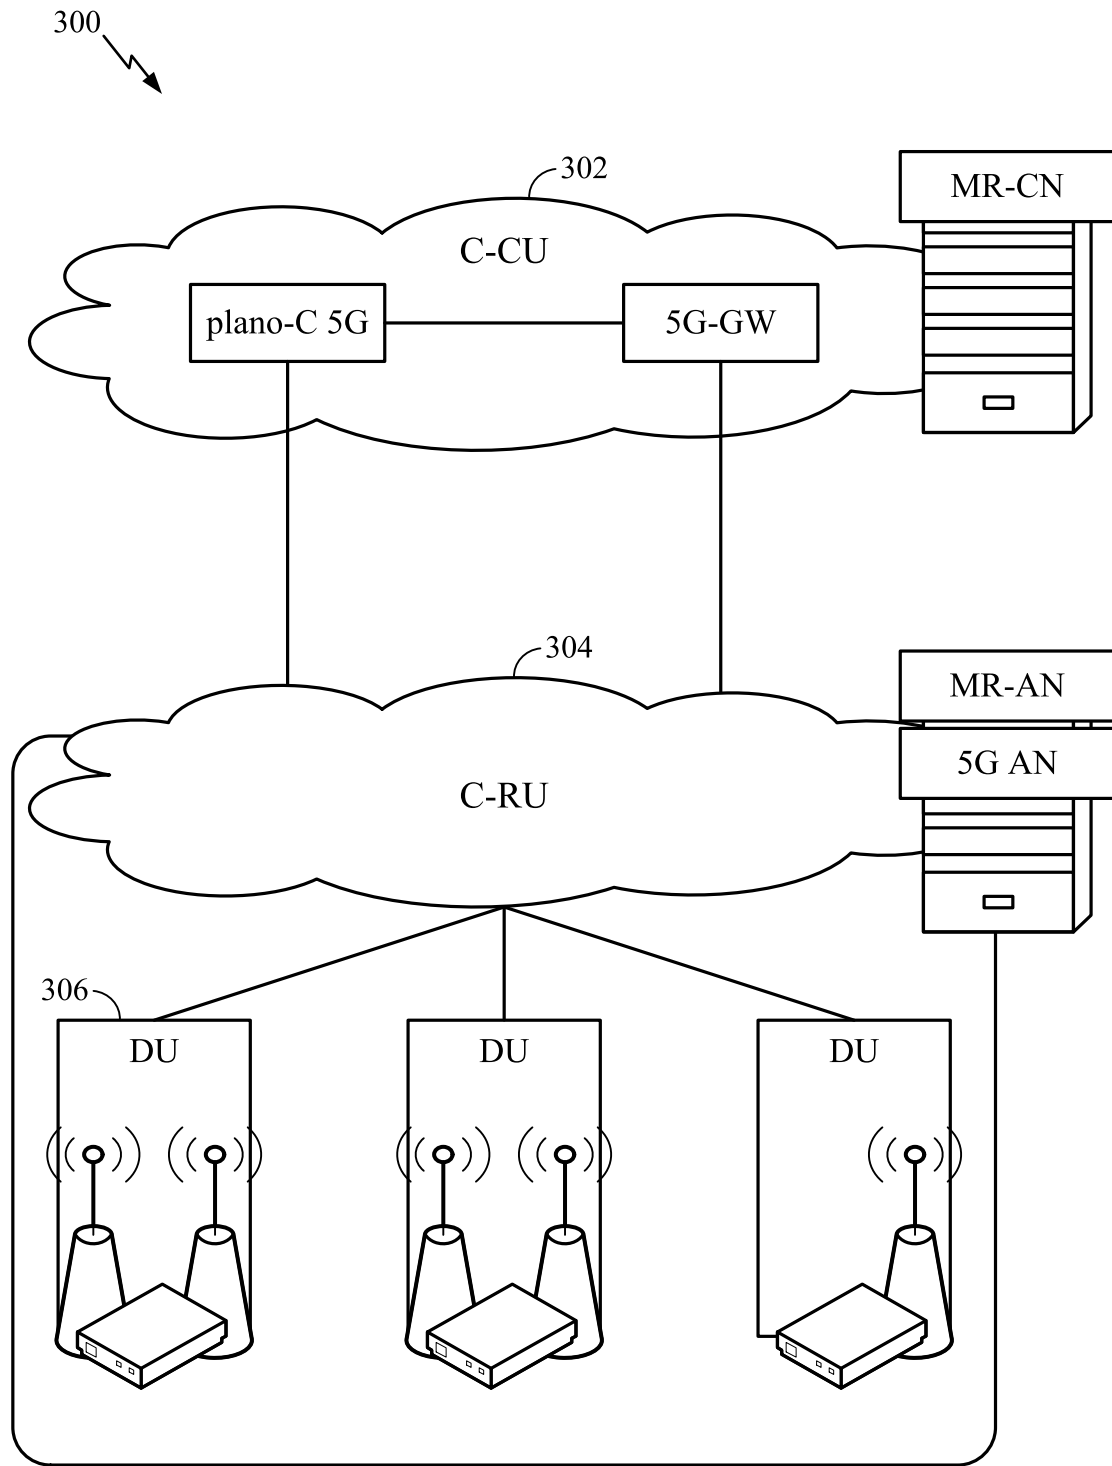 300
302
MR-CN
C-CU
plano-C 5G
5G-GW
304
MR-AN
5G AN
C-RU
306
DU
DU
DU